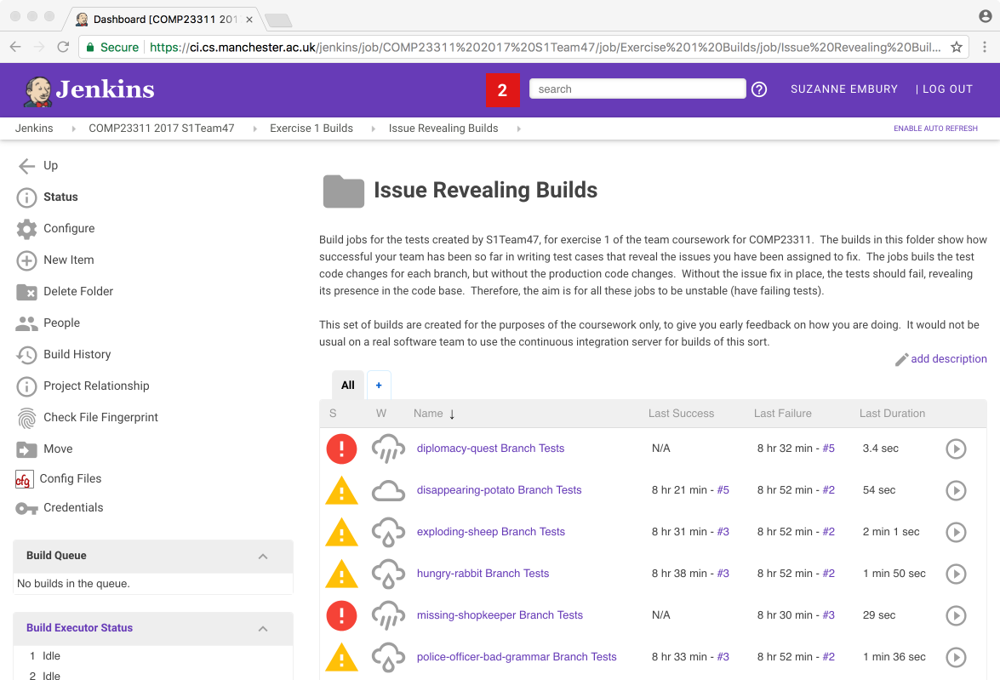 Dashboard [COMP23311 201
Secure https://ci.cs.manchester.ac.uk/jenkins/job/COMP23311%202017%20S1Team47/job/Exercise%201%20Builds/job/Issue%20Revealing%20Buil...
Jenkins 2 search SUZANNE EMBURY | LOG OUT
Jenkins COMP23311 2017 S1Team47 Exercise 1 Builds Issue Revealing Builds ENABLE AUTO REFRESH
Up
Status
Configure
New Item
Delete Folder
People
Build History
Project Relationship
Check File Fingerprint
Move
cfg Config Files
Credentials
Build Queue
No builds in the queue.
Build Executor Status
1 Idle
2 Idle
Issue Revealing Builds
Build jobs for the tests created by S1Team47, for exercise 1 of the team coursework for COMP23311. The builds in this folder show how
successful your team has been so far in writing test cases that reveal the issues you have been assigned to fix. The jobs buils the test
code changes for each branch, but without the production code changes. Without the issue fix in place, the tests should fail, revealing
its presence in the code base. Therefore, the aim is for all these jobs to be unstable (have failing tests).
This set of builds are created for the purposes of the coursework only, to give you early feedback on how you are doing. It would not be
usual on a real software team to use the continuous integration server for builds of this sort.
add description
All +
S W Name ↓ Last Success Last Failure Last Duration
diplomacy-quest Branch Tests N/A 8 hr 32 min - #5 3.4 sec
disappearing-potato Branch Tests 8 hr 21 min - #5 8 hr 52 min - #2 54 sec
exploding-sheep Branch Tests 8 hr 31 min - #3 8 hr 52 min - #2 2 min 1 sec
hungry-rabbit Branch Tests 8 hr 38 min - #3 8 hr 52 min - #2 1 min 50 sec
missing-shopkeeper Branch Tests N/A 8 hr 30 min - #3 29 sec
police-officer-bad-grammar Branch Tests 8 hr 33 min - #3 8 hr 52 min - #2 1 min 36 sec